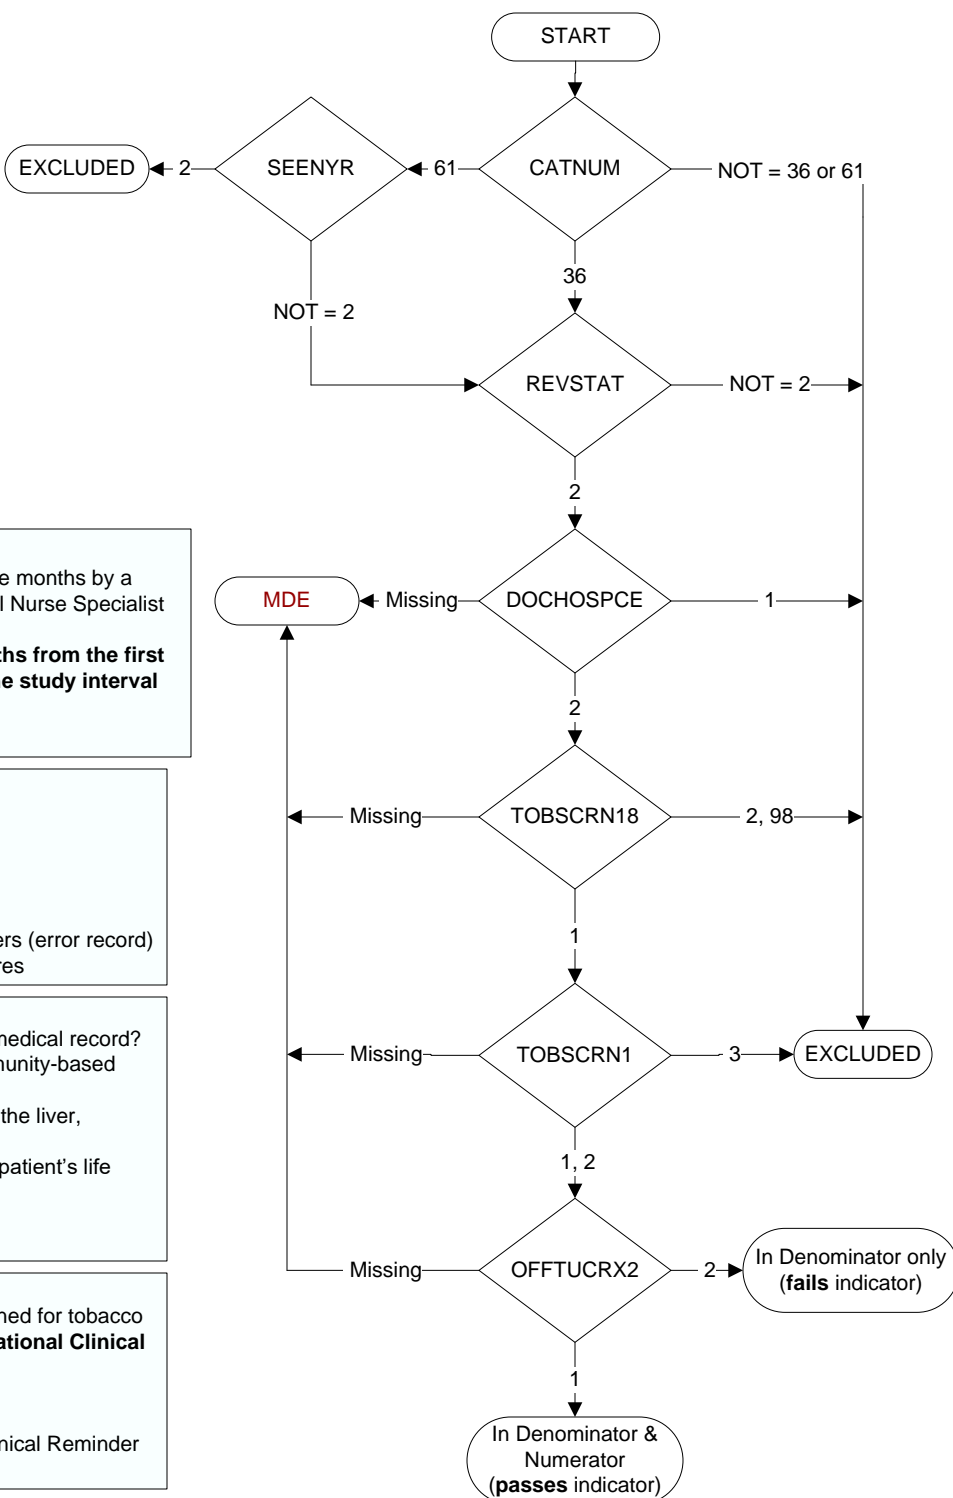 START
EXCLUDED
2
SEENYR
61
CATNUM
NOT = 36 or 61
36
NOT = 2
REVSTAT
NOT = 2
2
e months by a
l Nurse Specialist
ths from the first
ne study interval
MDE
Missing
DOCHOSPCE
1
2
Missing
TOBSCRN18
2, 98
1
ers (error record)
res
medical record?
munity-based
the liver,
patient's life
Missing
TOBSCRN1
3
EXCLUDED
1, 2
Missing
OFFTUCRX2
2
In Denominator only
(fails indicator)
ned for tobacco
ational Clinical
nical Reminder
1
In Denominator &
Numerator
(passes indicator)